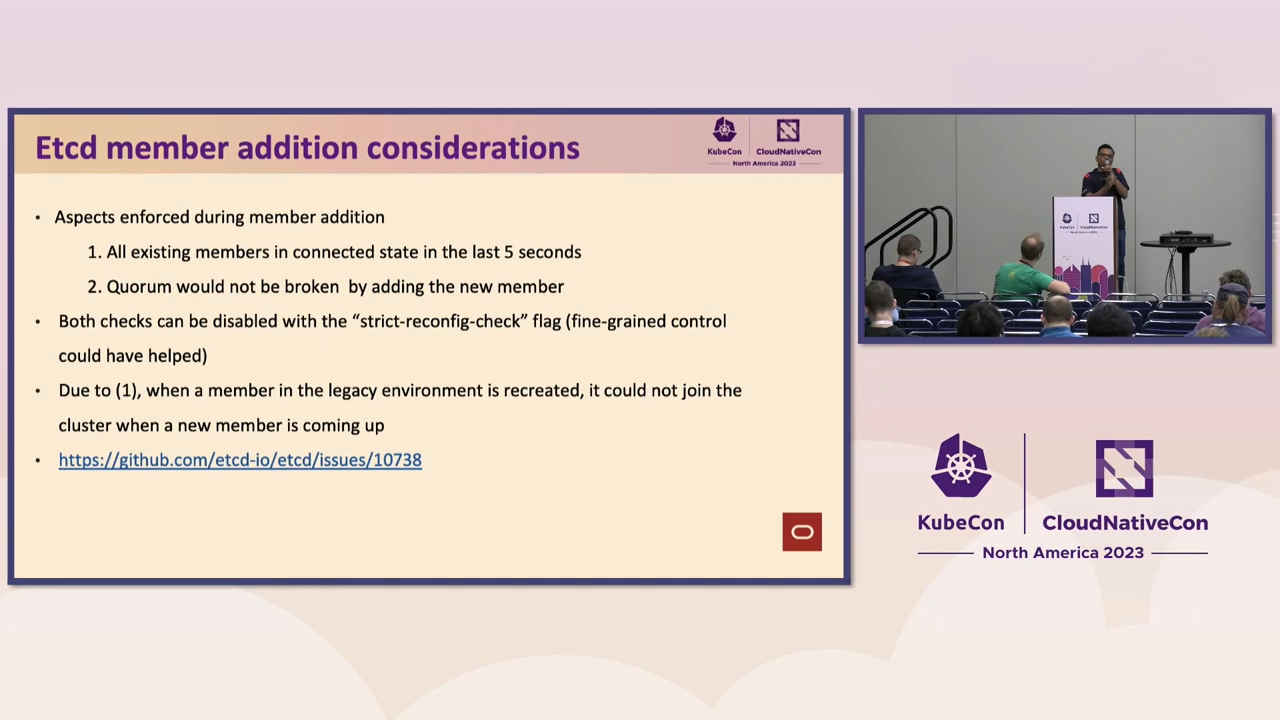 Etcd member addition considerations
KubeCon
CloudNativeCon
North America 2023
• Aspects enforced during member addition
1. All existing members in connected state in the last 5 seconds
2. Quorum would not be broken by adding the new member
• Both checks can be disabled with the “strict-reconfig-check” flag (fine-grained control
could have helped)
• Due to (1), when a member in the legacy environment is recreated, it could not join the
cluster when a new member is coming up
• https://github.com/etcd-io/etcd/issues/10738
KubeCon
CloudNativeCon
North America 2023